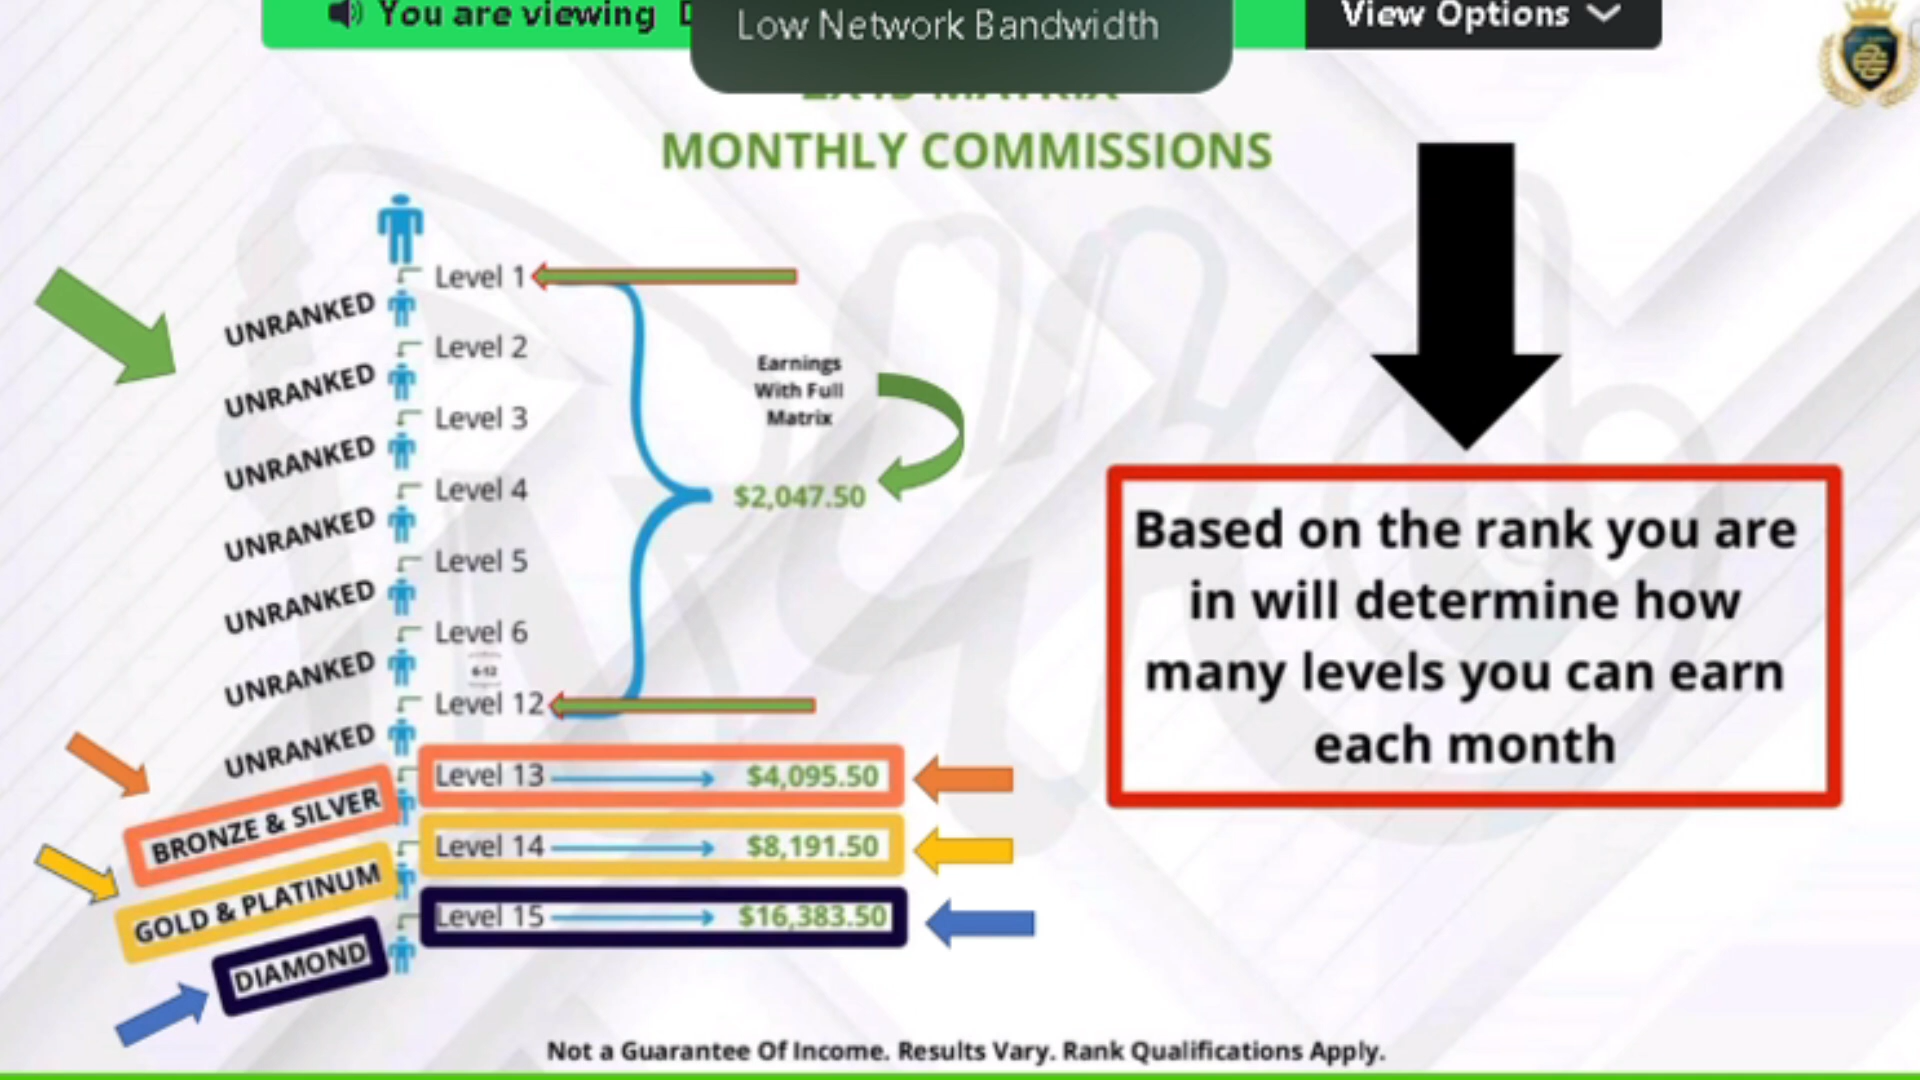 You are viewing
Low Network Bandwidth
View Options
MATRIX
MONTHLY COMMISSIONS
Level 1
UNRANKED
Level 2
UNRANKED
Level 3
UNRANKED
Level 4
UNRANKED
Level 5
UNRANKED
Level 6
6-12
UNRANKED
Level 12
UNRANKED
Earnings
With Full
Matrix
$2,047.50
Level 13 $4,095.50
BRONZE & SILVER
Level 14 $8,191.50
GOLD & PLATINUM
Level 15 $16,383.50
DIAMOND
Based on the rank you are
in will determine how
many levels you can earn
each month
Not a Guarantee Of Income. Results Vary. Rank Qualifications Apply.